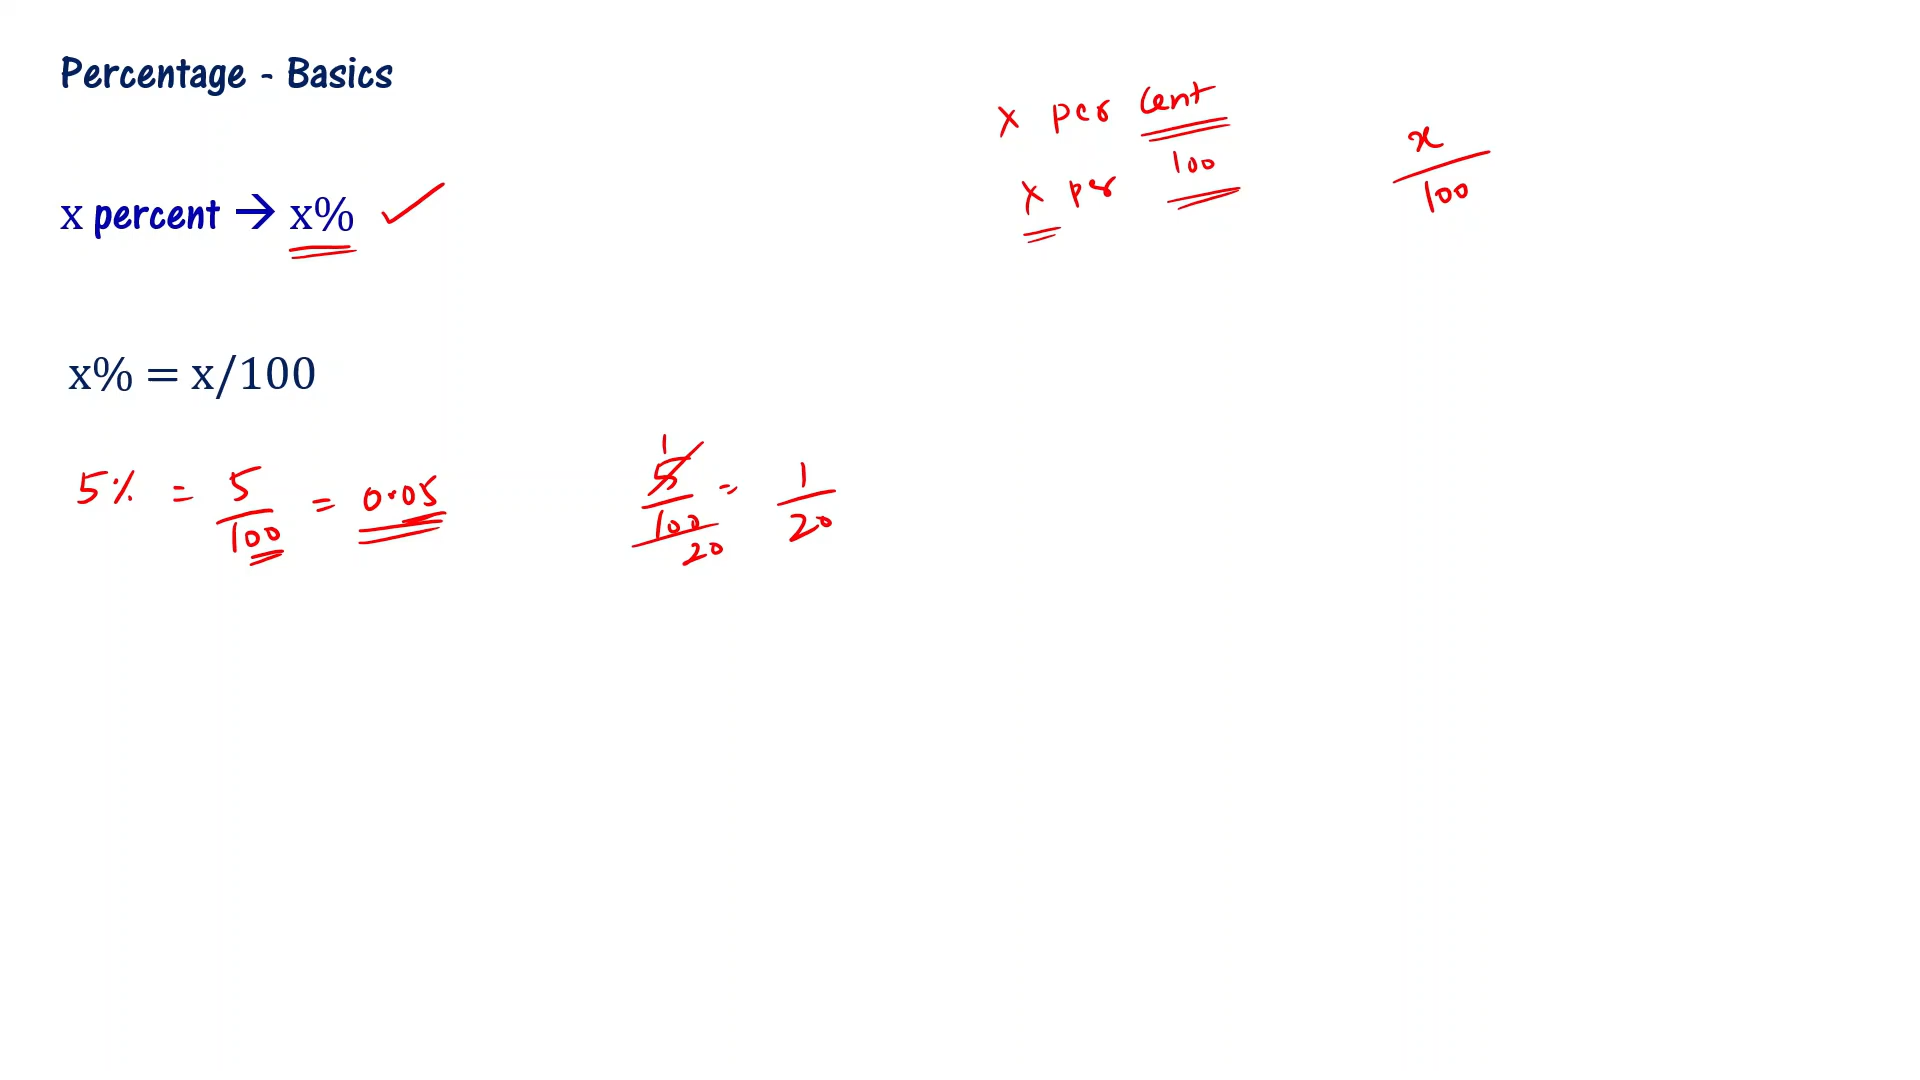 Percentage - Basics
x per cent
x per 100
x/100
x percent → x% ✓
x% = x/100
5% = 5/100 = 0.05
1
5/100 = 1/20
20